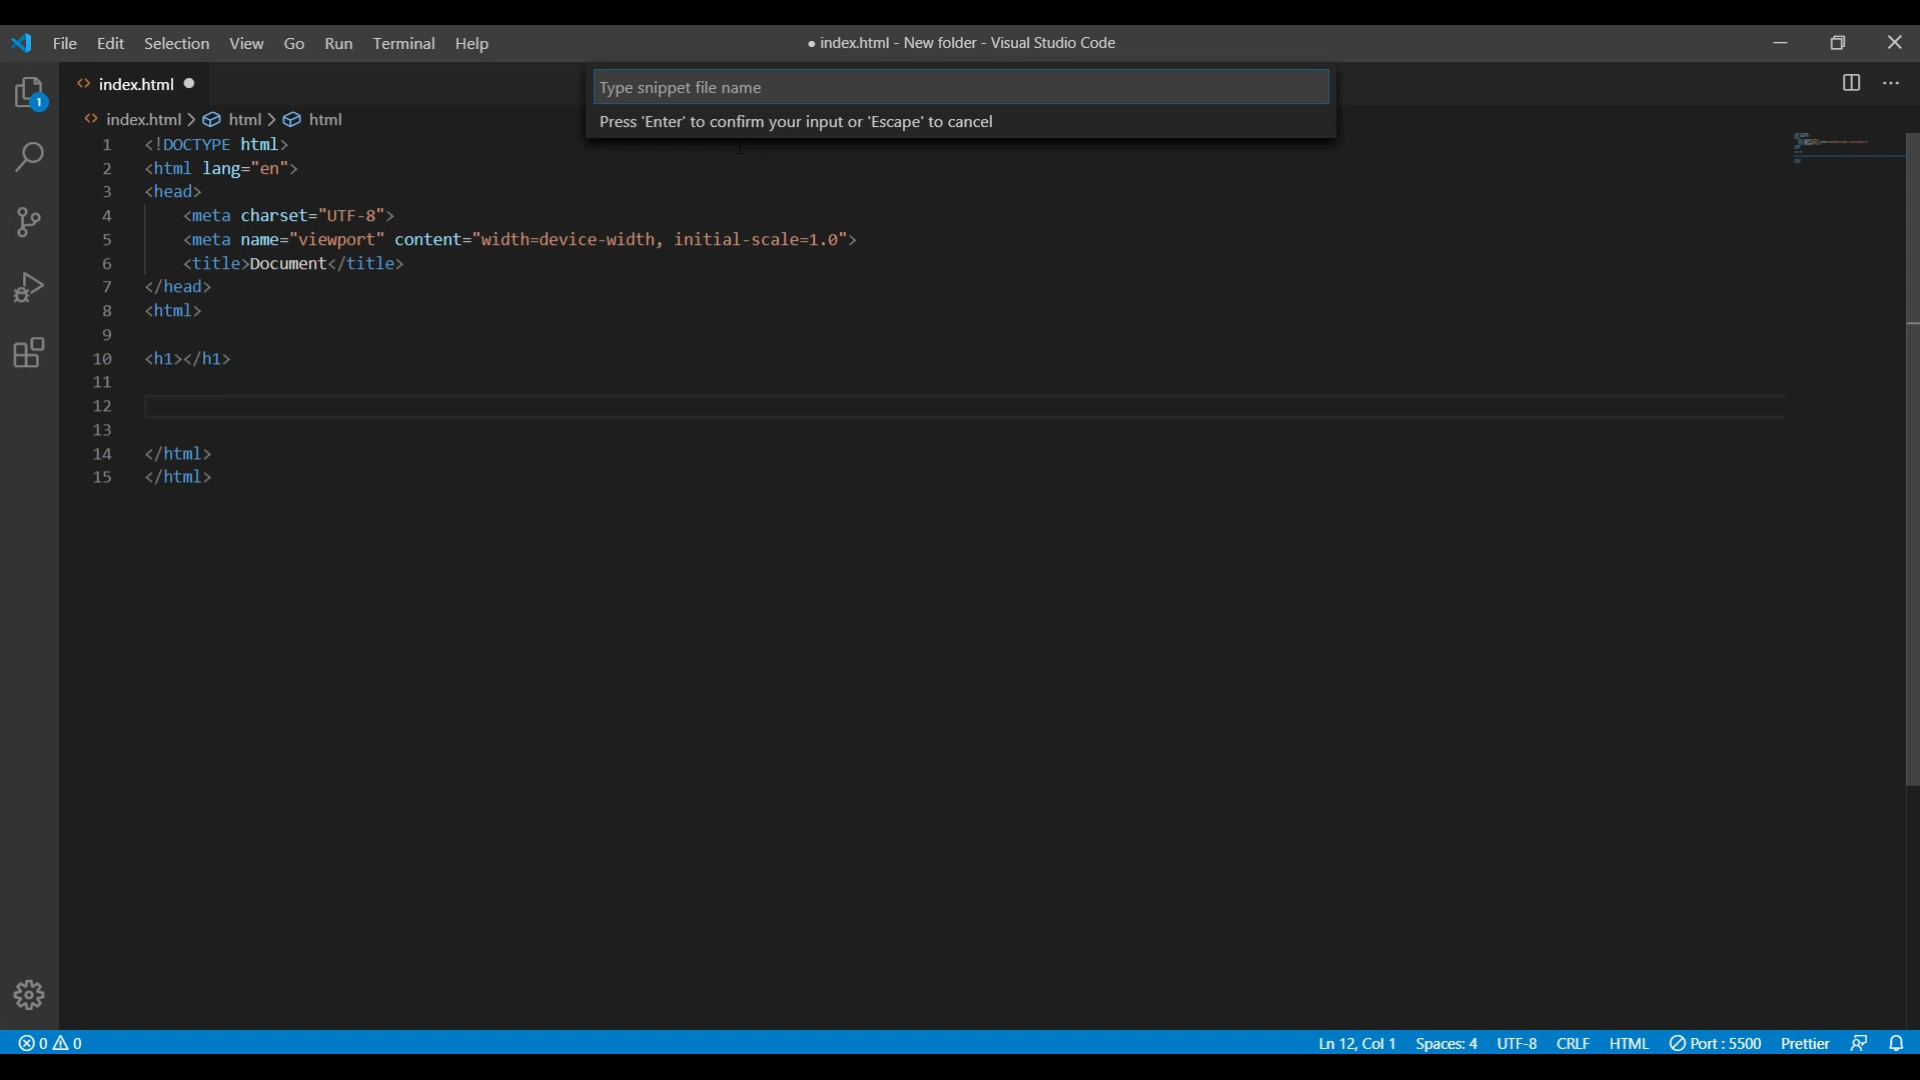 File Edit Selection View Go Run Terminal Help
● index.html - New folder - Visual Studio Code
1
<> index.html ●
Type snippet file name
Press 'Enter' to confirm your input or 'Escape' to cancel
<> index.html > html > html
1 <!DOCTYPE html>
2 <html lang="en">
3 <head>
4     <meta charset="UTF-8">
5     <meta name="viewport" content="width=device-width, initial-scale=1.0">
6     <title>Document</title>
7 </head>
8 <html>
9
10 <h1></h1>
11
12
13
14 </html>
15 </html>
0 0 Ln 12, Col 1 Spaces: 4 UTF-8 CRLF HTML Port : 5500 Prettier